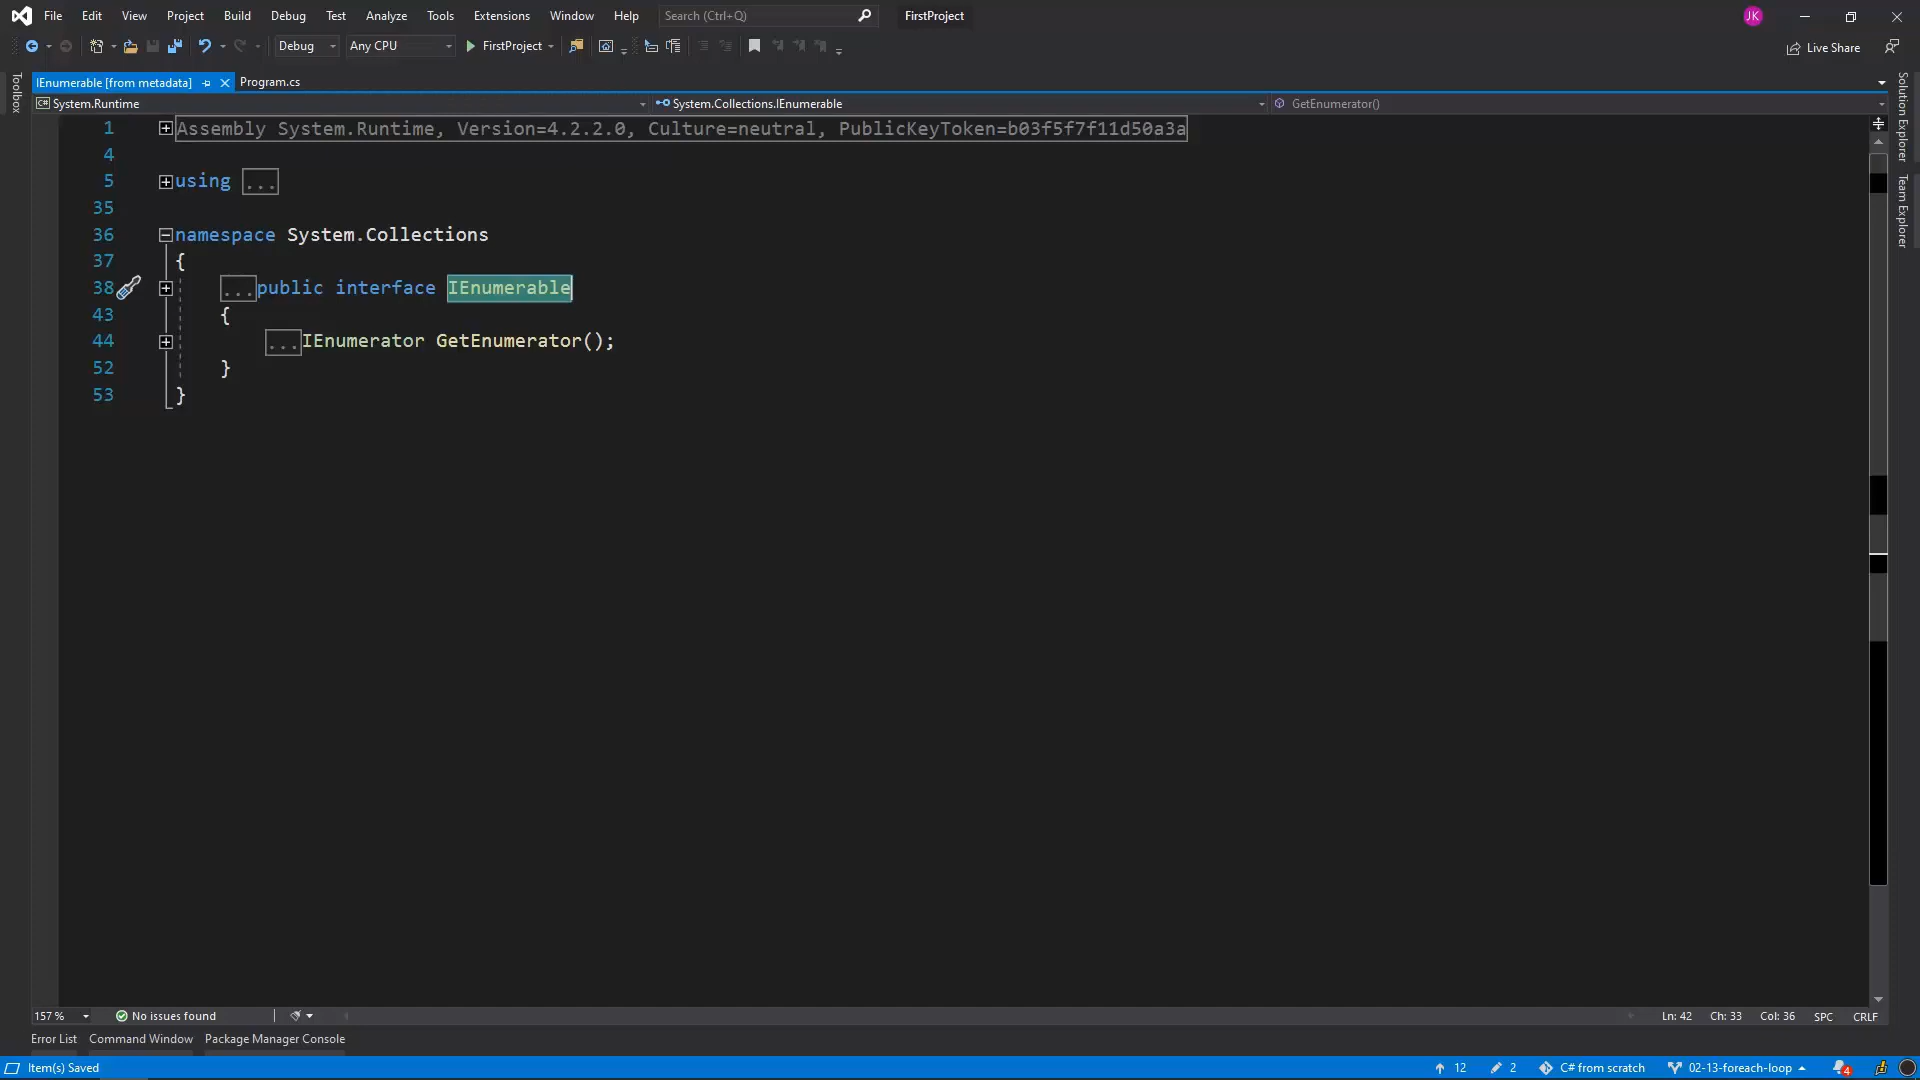 File Edit View Project Build Debug Test Analyze Tools Extensions Window Help Search (Ctrl+Q) FirstProject JK
Debug Any CPU FirstProject Live Share
Toolbox
IEnumerable [from metadata] Program.cs
C# System.Runtime System.Collections.IEnumerable GetEnumerator()
Solution Explorer
Team Explorer
1 Assembly System.Runtime, Version=4.2.2.0, Culture=neutral, PublicKeyToken=b03f5f7f11d50a3a
4
5 using ...
35
36 namespace System.Collections
37 {
38 ...public interface IEnumerable
43 {
44 ...IEnumerator GetEnumerator();
52 }
53 }
157 % No issues found Ln: 42 Ch: 33 Col: 36 SPC CRLF
Error List Command Window Package Manager Console
Item(s) Saved 12 2 C# from scratch 02-13-foreach-loop 4